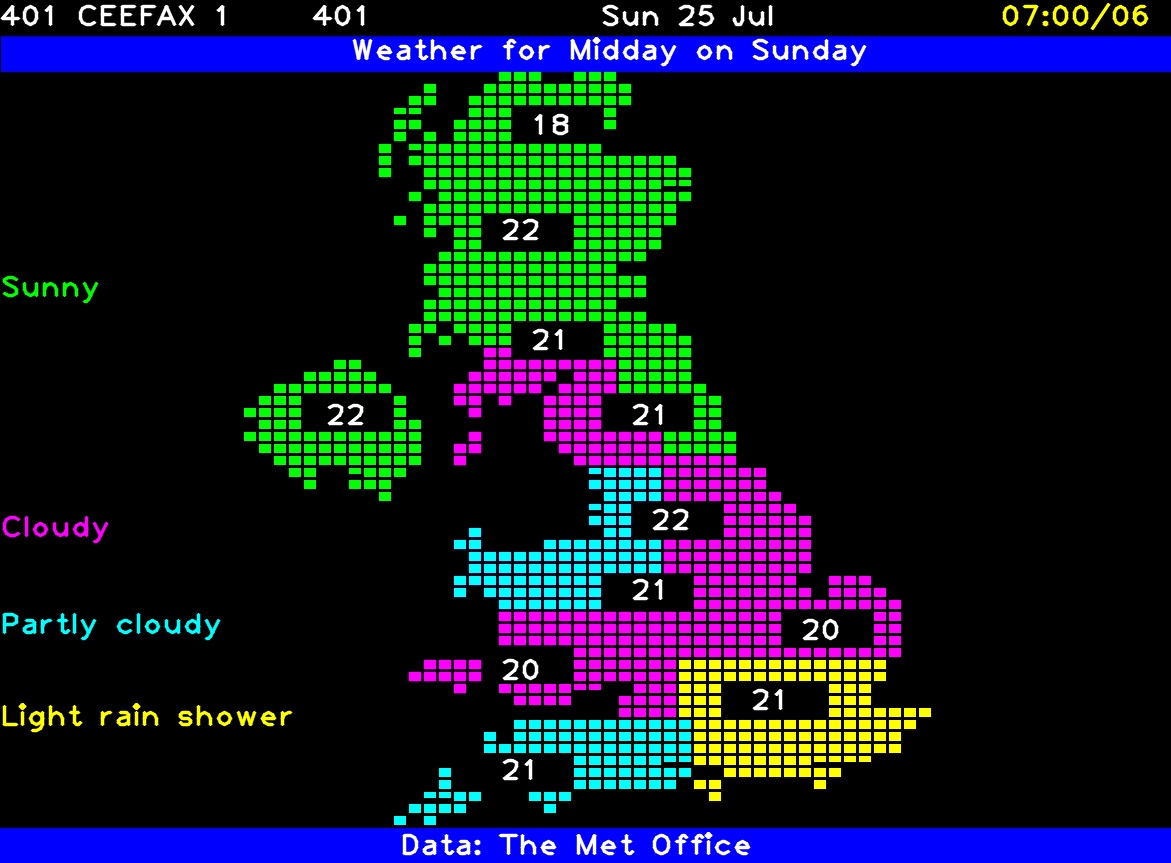 401 CEEFAX 1 401 Sun 25 Jul 07:00/06
Weather for Midday on Sunday
18
22
Sunny
21
22 21
22
Cloudy
21
Partly cloudy 20
20
21
Light rain shower
21
Data: The Met Office